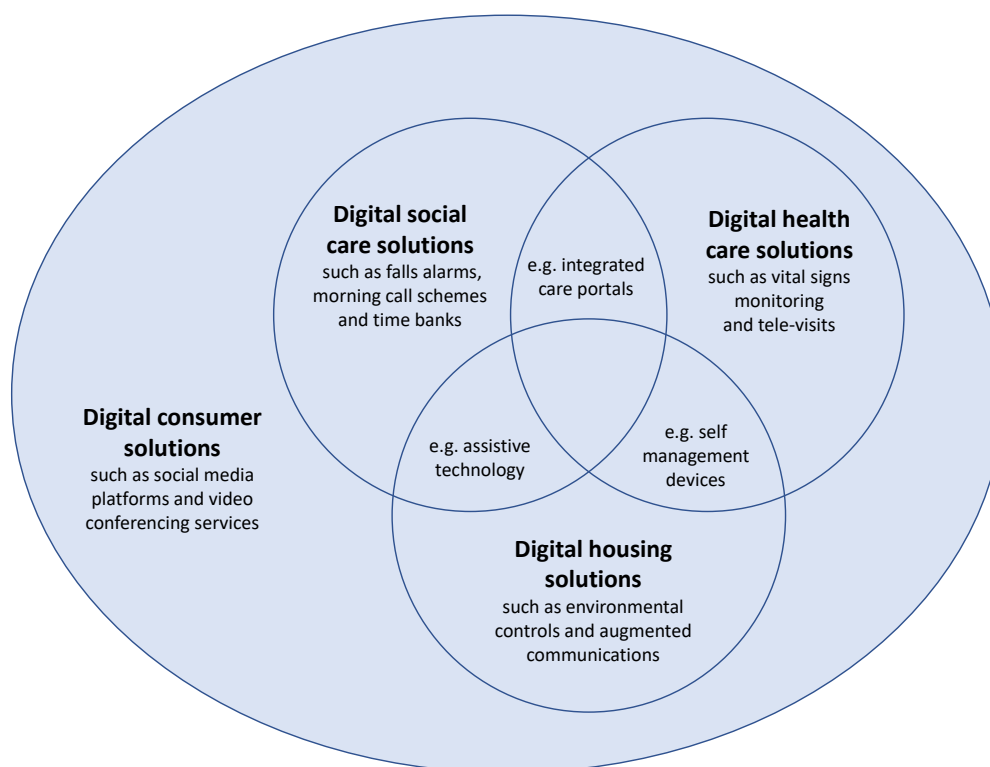 Digital social
care solutions
such as falls alarms,
morning call schemes
and time banks
e.g. integrated
care portals
Digital health
care solutions
such as vital signs
monitoring
and tele-visits
Digital consumer
solutions
such as social media
platforms and video
conferencing services
e.g. assistive
technology
e.g. self
management
devices
Digital housing
solutions
such as environmental
controls and augmented
communications